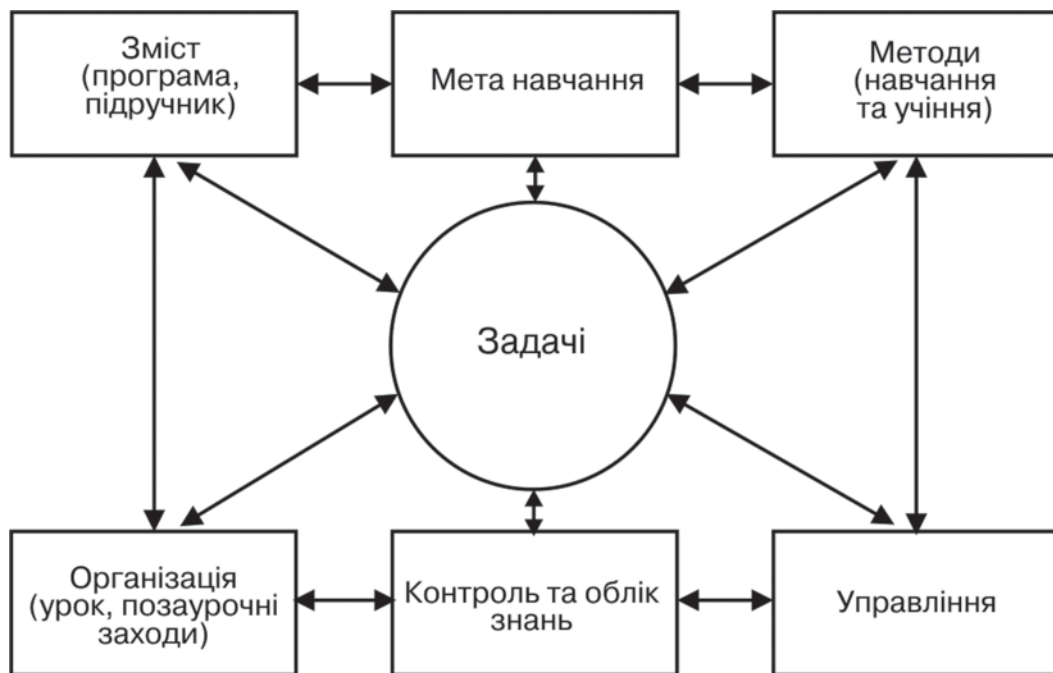 Зміст
(програма,
підручник)
Мета навчання
Методи
(навчання
та учіння)
Задачі
Організація
(урок, позаурочні
заходи)
Контроль та облік
знань
Управління